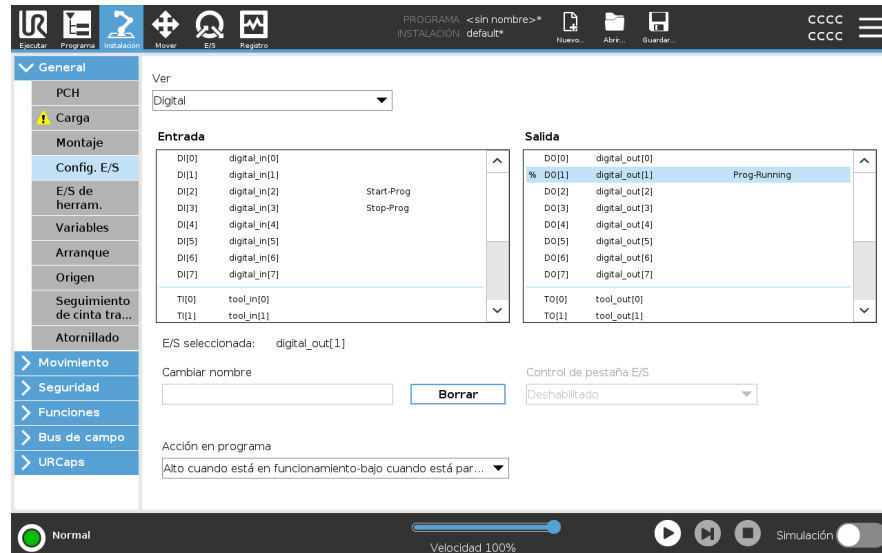 UR
PROGRAMA <sin nombre>*
INSTALACIÓN default*
cccc
cccc
Ejecutar Programa Instalación Mover E/S Registro Nuevo... Abrir... Guardar...
General
PCH
Carga
Montaje
Config. E/S
E/S de
herram.
Variables
Arranque
Origen
Seguimiento
de cinta tra...
Atornillado
Movimiento
Seguridad
Funciones
Bus de campo
URCaps
Ver
Digital
Entrada
DI[0] digital_in[0]
DI[1] digital_in[1]
DI[2] digital_in[2] Start-Prog
DI[3] digital_in[3] Stop-Prog
DI[4] digital_in[4]
DI[5] digital_in[5]
DI[6] digital_in[6]
DI[7] digital_in[7]
TI[0] tool_in[0]
TI[1] tool_in[1]
Salida
DO[0] digital_out[0]
% DO[1] digital_out[1] Prog-Running
DO[2] digital_out[2]
DO[3] digital_out[3]
DO[4] digital_out[4]
DO[5] digital_out[5]
DO[6] digital_out[6]
DO[7] digital_out[7]
TO[0] tool_out[0]
TO[1] tool_out[1]
E/S seleccionada: digital_out[1]
Cambiar nombre
Borrar
Control de pestaña E/S
Deshabilitado
Acción en programa
Alto cuando está en funcionamiento-bajo cuando está par...
Normal
Velocidad 100%
Simulación